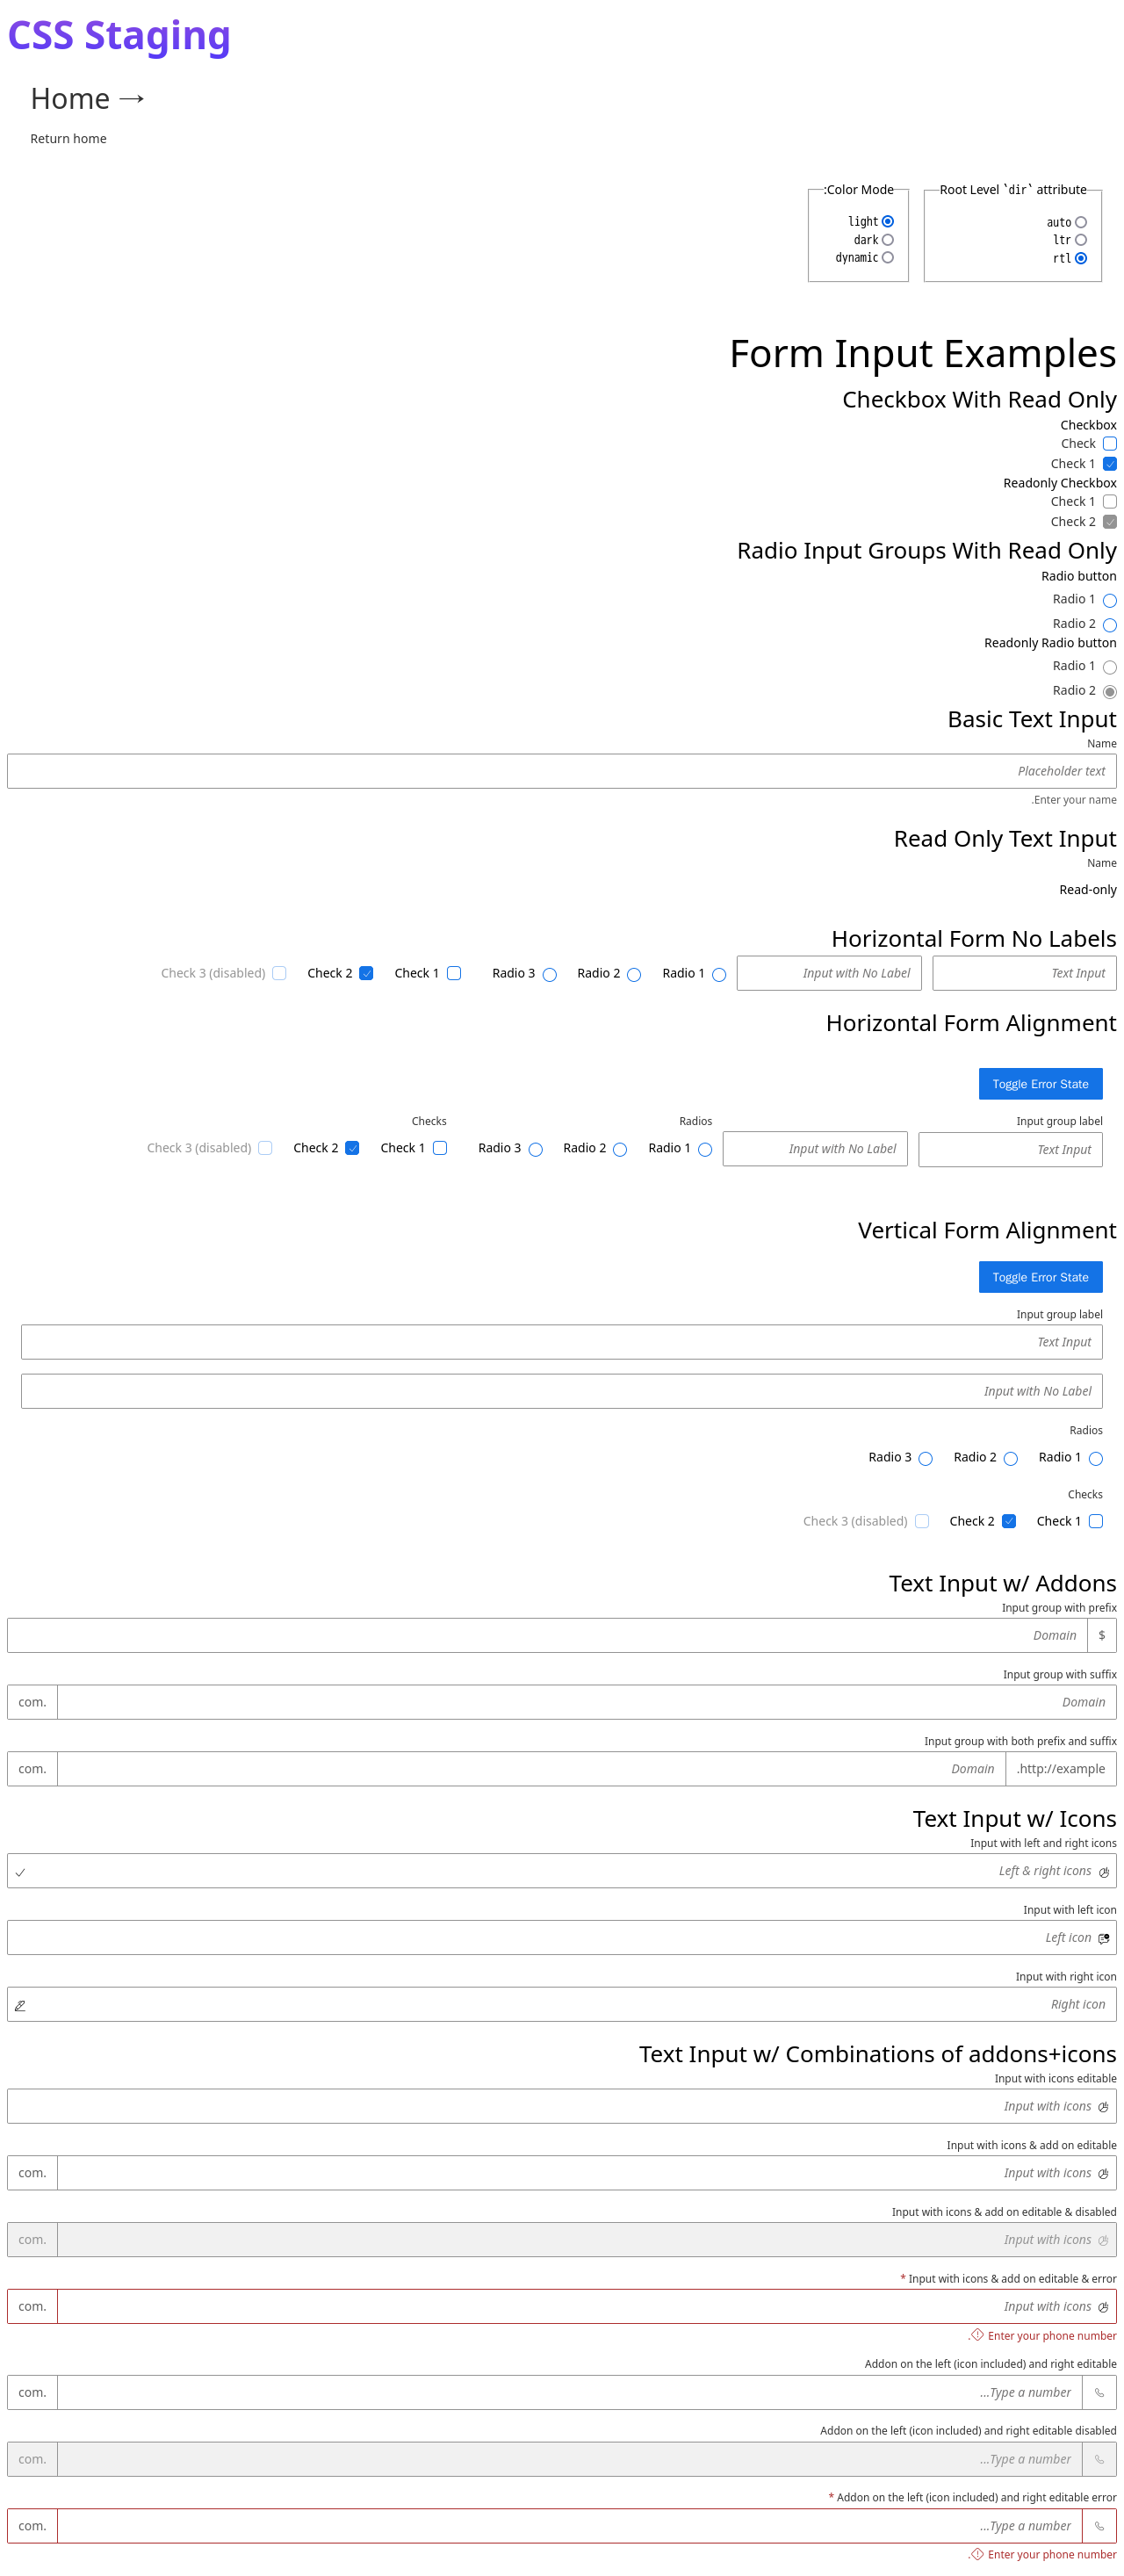 CSS Staging
Home →
Return home
Root Level `dir` attribute
auto
ltr
rtl
:Color Mode
light
dark
dynamic
Form Input Examples
Checkbox With Read Only
Checkbox
Check
Check 1
Readonly Checkbox
Check 1
Check 2
Radio Input Groups With Read Only
Radio button
Radio 1
Radio 2
Readonly Radio button
Radio 1
Radio 2
Basic Text Input
Name
Placeholder text
.Enter your name
Read Only Text Input
Name
Read-only
Horizontal Form No Labels
Check 3 (disabled) Check 2 Check 1 Radio 3 Radio 2 Radio 1 Input with No Label Text Input
Horizontal Form Alignment
Toggle Error State
Checks Radios Input group label
Check 3 (disabled) Check 2 Check 1 Radio 3 Radio 2 Radio 1 Input with No Label Text Input
Vertical Form Alignment
Toggle Error State
Input group label
Text Input
Input with No Label
Radios
Radio 3 Radio 2 Radio 1
Checks
Check 3 (disabled) Check 2 Check 1
Text Input w/ Addons
Input group with prefix
Domain $
Input group with suffix
com. Domain
Input group with both prefix and suffix
com. Domain .http://example
Text Input w/ Icons
Input with left and right icons
Left & right icons
Input with left icon
Left icon
Input with right icon
Right icon
Text Input w/ Combinations of addons+icons
Input with icons editable
Input with icons
Input with icons & add on editable
com. Input with icons
Input with icons & add on editable & disabled
com. Input with icons
* Input with icons & add on editable & error
com. Input with icons
. Enter your phone number
Addon on the left (icon included) and right editable
com. ...Type a number
Addon on the left (icon included) and right editable disabled
com. ...Type a number
* Addon on the left (icon included) and right editable error
com. ...Type a number
. Enter your phone number